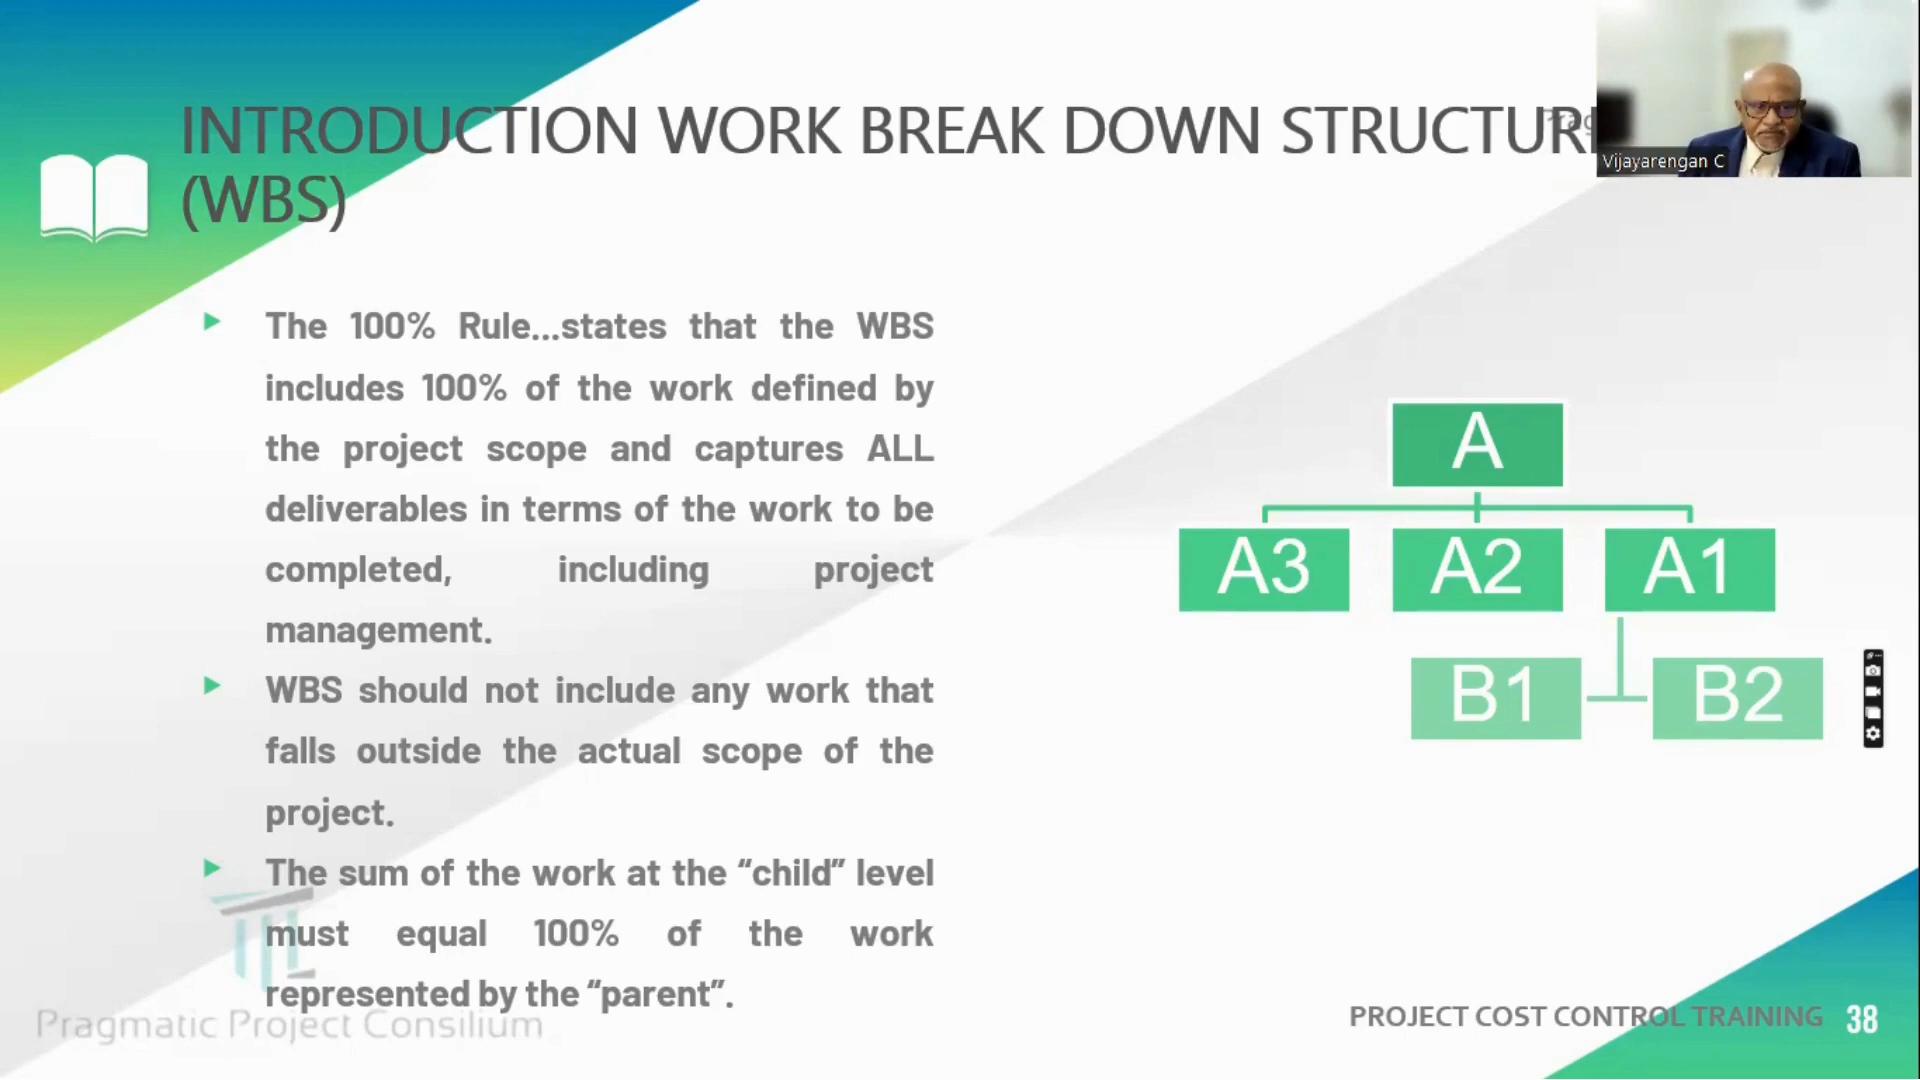 INTRODUCTION WORK BREAK DOWN STRUCTUR
(WBS)
Vijayarengan C
The 100% Rule...states that the WBS
includes 100% of the work defined by
the project scope and captures ALL
deliverables in terms of the work to be
completed, including project
management.
WBS should not include any work that
falls outside the actual scope of the
project.
The sum of the work at the “child” level
must equal 100% of the work
represented by the “parent”.
A
A3 A2 A1
B1 B2
Pragmatic Project Consilium
PROJECT COST CONTROL TRAINING 38